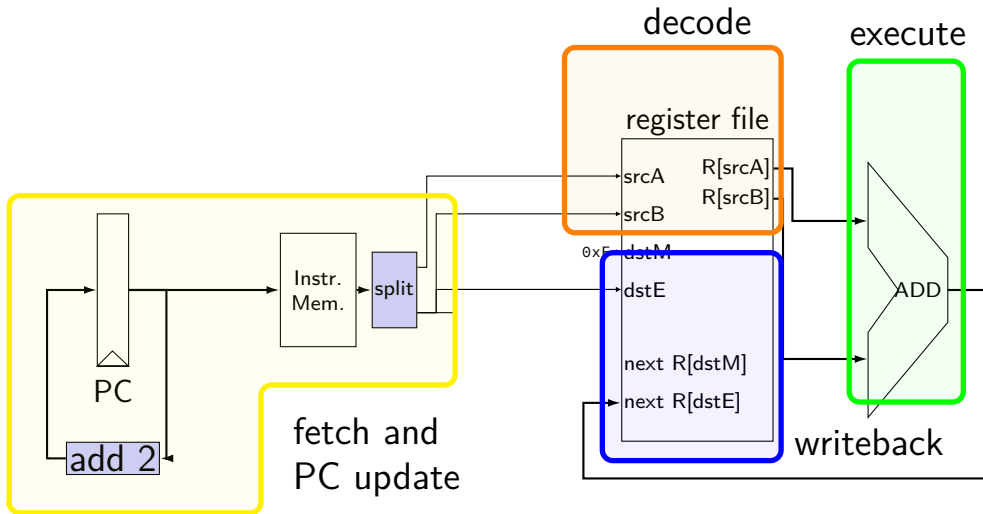 decode
execute
register file
srcA
R[srcA]
R[srcB]
srcB
0xF
dstM
dstE
Instr.
Mem.
split
ADD
PC
next R[dstM]
next R[dstE]
add 2
fetch and
PC update
writeback